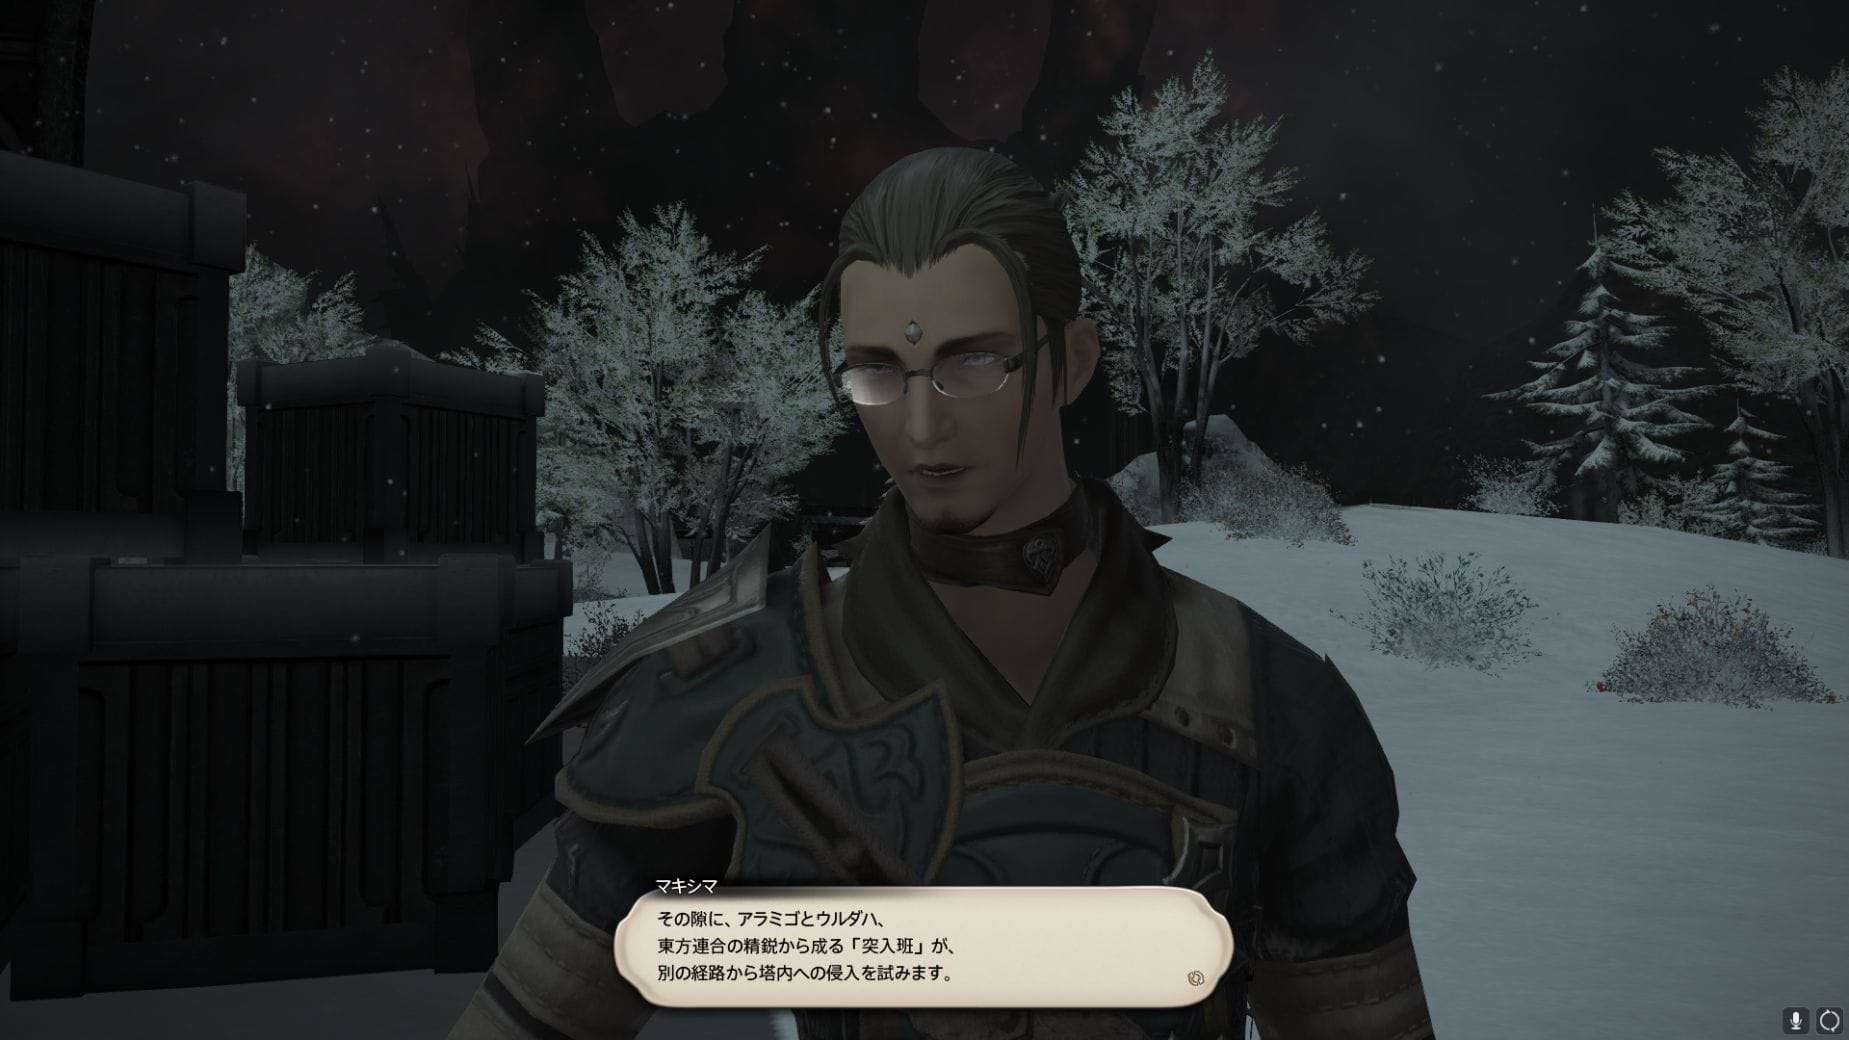 マキシマ
その隙に、アラミゴとウルダハ、
東方連合の精鋭から成る「突入班」が、
別の経路から塔内への侵入を試みます。